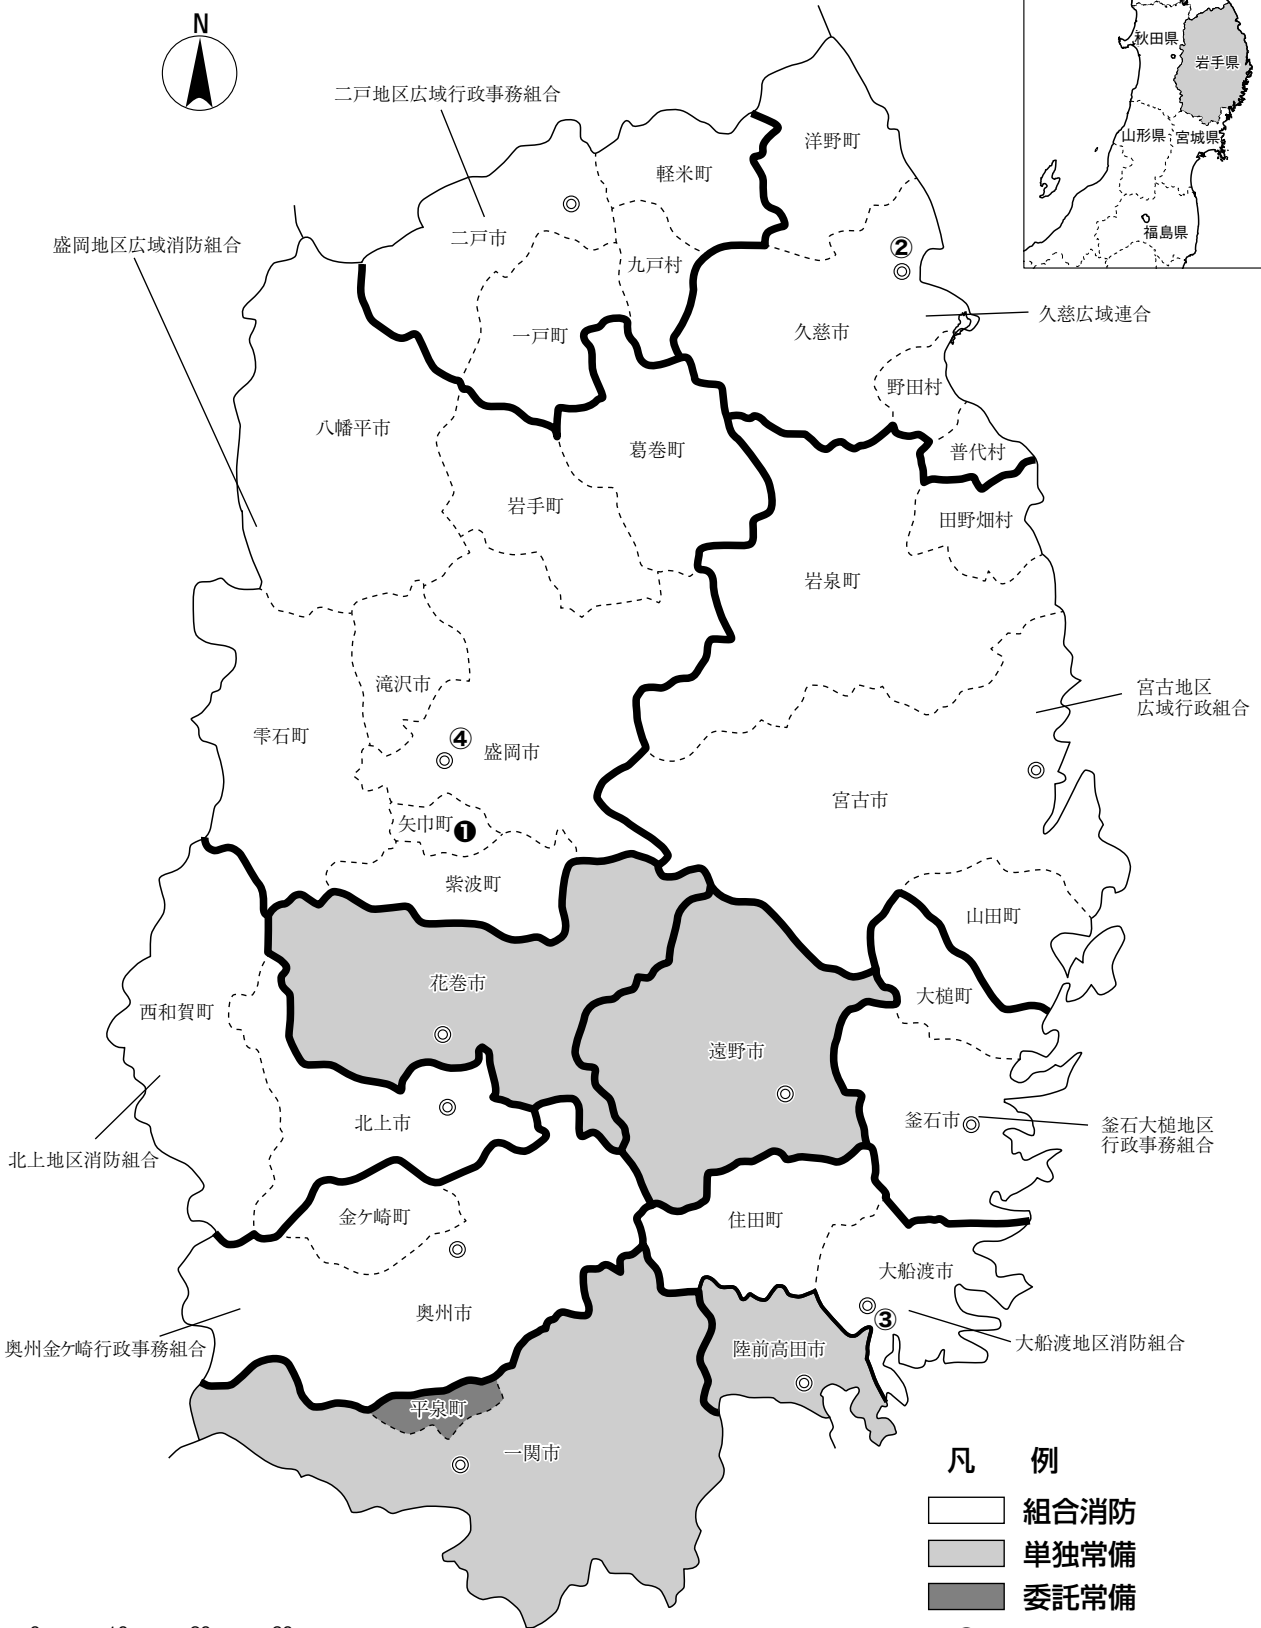 N
秋田県
岩手県
山形県
宮城県
福島県
二戸地区広域行政事務組合
洋野町
軽米町
二戸市
盛岡地区広域消防組合
九戸村
②
久慈広域連合
一戸町
久慈市
野田村
八幡平市
葛巻町
普代村
岩手町
田野畑村
岩泉町
滝沢市
宮古地区
広域行政組合
雫石町
④
盛岡市
宮古市
矢巾町
❶
紫波町
山田町
花巻市
大槌町
西和賀町
遠野市
北上市
釜石市
釜石大槌地区
行政事務組合
北上地区消防組合
金ケ崎町
住田町
大船渡市
奥州市
③
大船渡地区消防組合
奥州金ケ崎行政事務組合
陸前高田市
平泉町
一関市
凡 例
組合消防
単独常備
委託常備